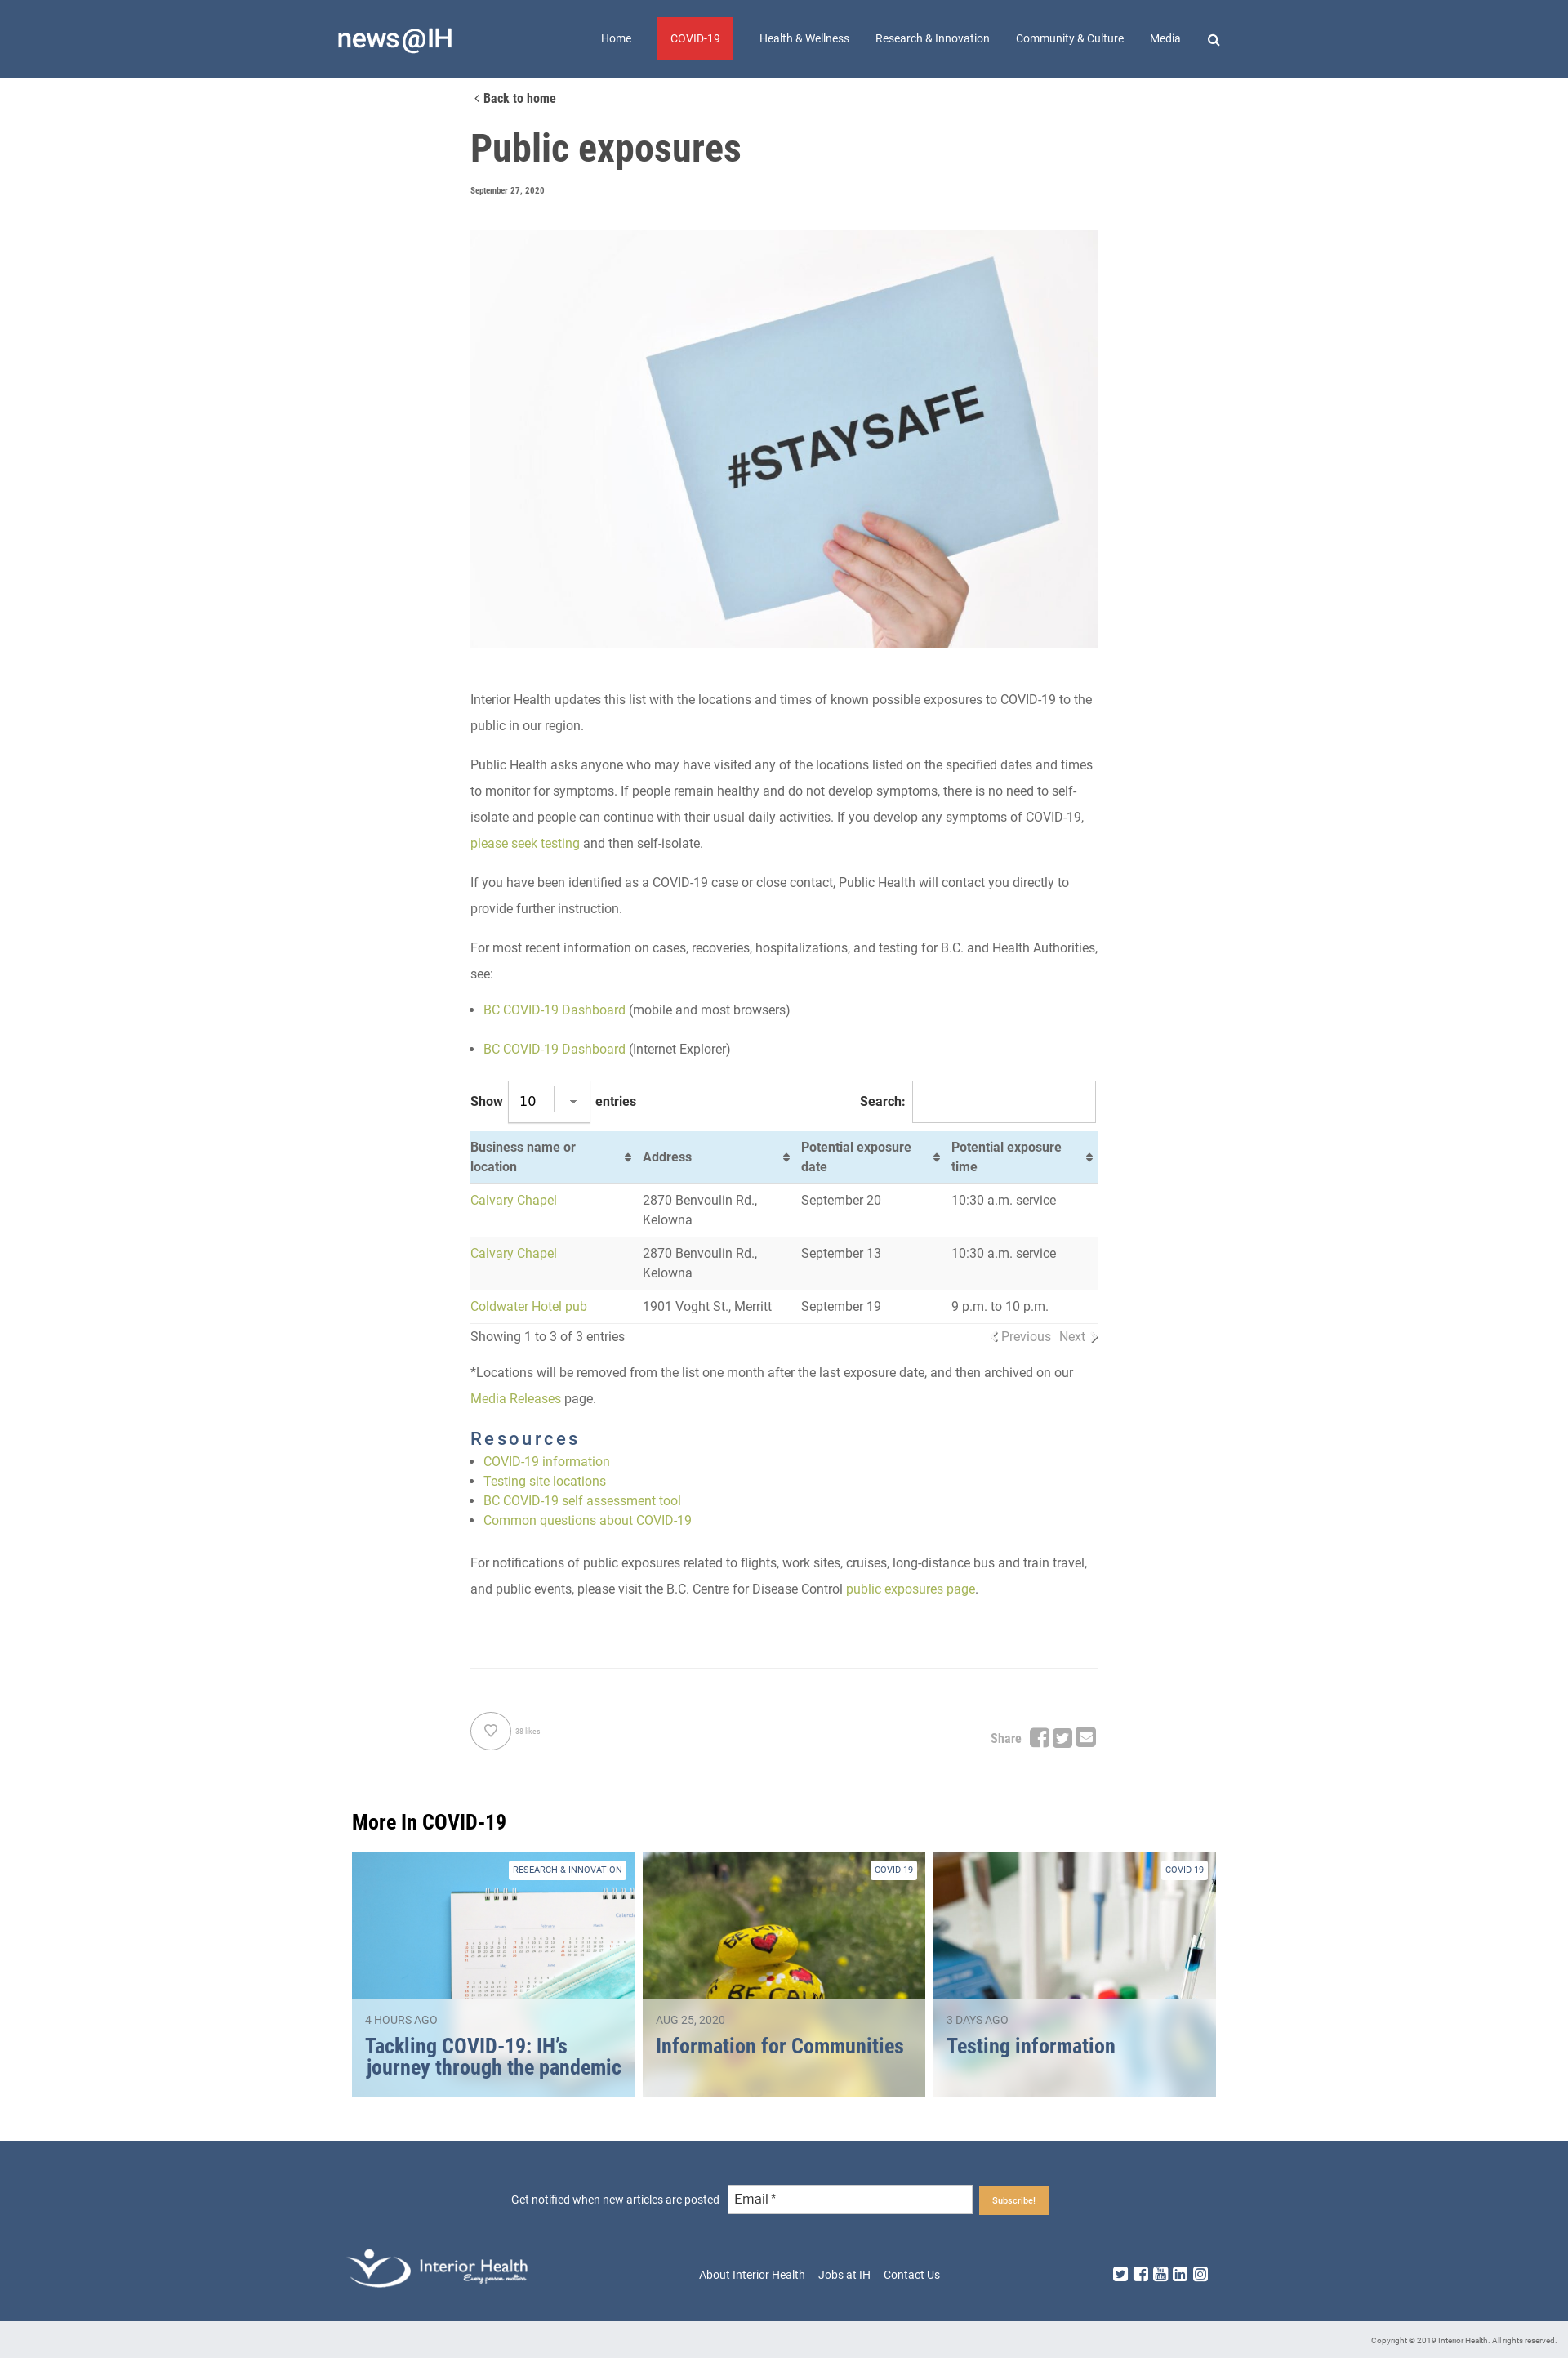 news@IH
Home
COVID-19
Health & Wellness
Research & Innovation
Community & Culture
Media
Back to home
Public exposures
September 27, 2020
#STAYSAFE
Interior Health updates this list with the locations and times of known possible exposures to COVID-19 to the
public in our region.
Public Health asks anyone who may have visited any of the locations listed on the specified dates and times
to monitor for symptoms. If people remain healthy and do not develop symptoms, there is no need to self-
isolate and people can continue with their usual daily activities. If you develop any symptoms of COVID-19,
please seek testing and then self-isolate.
If you have been identified as a COVID-19 case or close contact, Public Health will contact you directly to
provide further instruction.
For most recent information on cases, recoveries, hospitalizations, and testing for B.C. and Health Authorities,
see:
BC COVID-19 Dashboard (mobile and most browsers)
BC COVID-19 Dashboard (Internet Explorer)
Show 10 entries
Search:
Business name or location
Address
Potential exposure date
Potential exposure time
Calvary Chapel
2870 Benvoulin Rd., Kelowna
September 20
10:30 a.m. service
Calvary Chapel
2870 Benvoulin Rd., Kelowna
September 13
10:30 a.m. service
Coldwater Hotel pub
1901 Voght St., Merritt
September 19
9 p.m. to 10 p.m.
Showing 1 to 3 of 3 entries
Previous Next
*Locations will be removed from the list one month after the last exposure date, and then archived on our
Media Releases page.
Resources
COVID-19 information
Testing site locations
BC COVID-19 self assessment tool
Common questions about COVID-19
For notifications of public exposures related to flights, work sites, cruises, long-distance bus and train travel,
and public events, please visit the B.C. Centre for Disease Control public exposures page.
38 likes
Share
More In COVID-19
RESEARCH & INNOVATION
4 HOURS AGO
Tackling COVID-19: IH’s
journey through the pandemic
COVID-19
BE KIND
BE CALM
AUG 25, 2020
Information for Communities
COVID-19
3 DAYS AGO
Testing information
Get notified when new articles are posted
Email *
Subscribe!
Interior Health
Every person matters
About Interior Health
Jobs at IH
Contact Us
Copyright © 2019 Interior Health. All rights reserved.